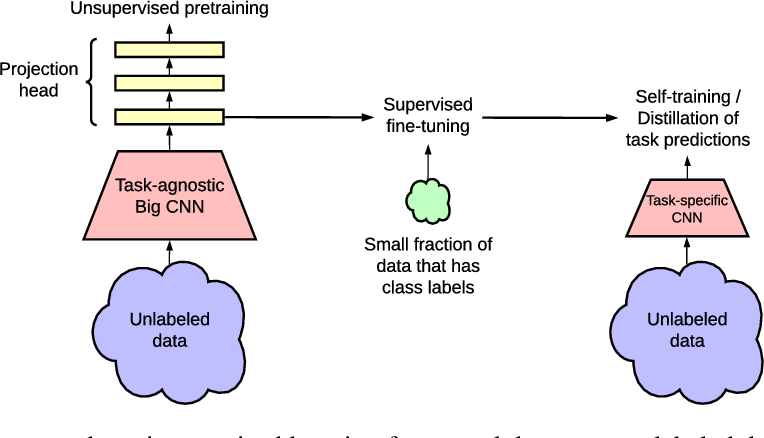 Unsupervised pretraining
Projection
head
Task-agnostic
Big CNN
Unlabeled
data
Supervised
fine-tuning
Small fraction of
data that has
class labels
Self-training /
Distillation of
task predictions
Task-specific
CNN
Unlabeled
data